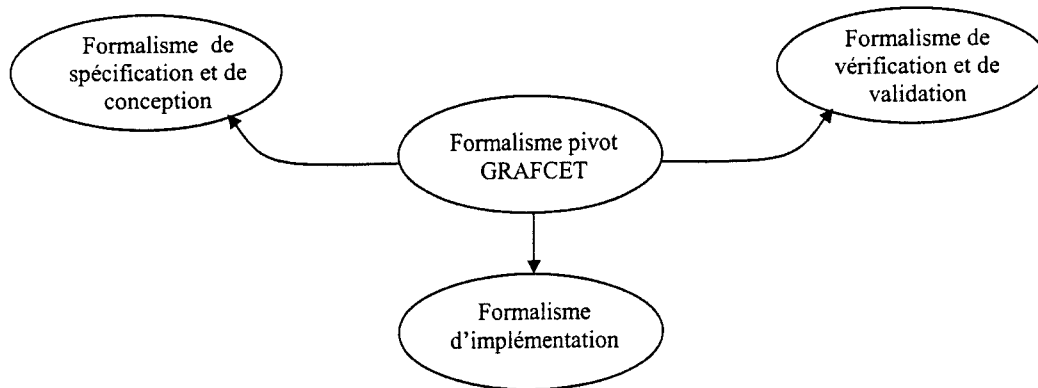 Formalisme de
spécification et de
conception
Formalisme de
vérification et de
validation
Formalisme pivot
GRAFCET
Formalisme
d'implémentation